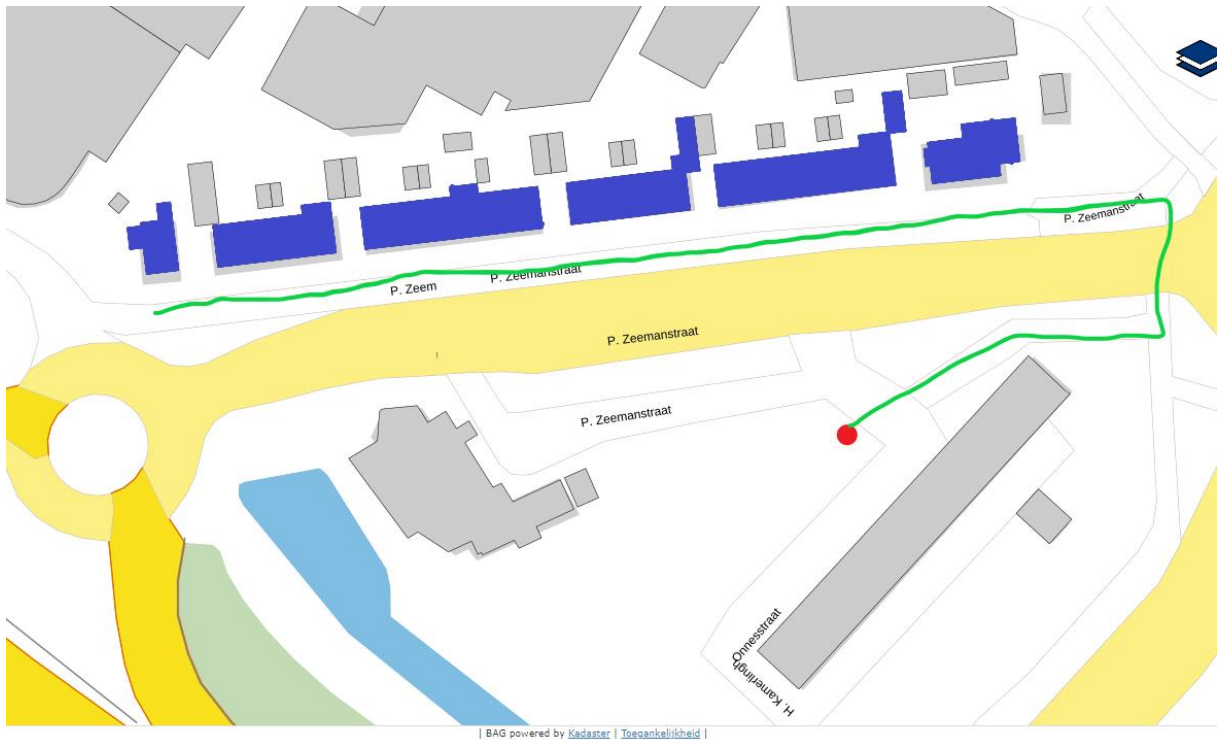 P. Zeemanstraat
P. Zeemanstraat
P. Zeem
P. Zeemanstraat
P. Zeemanstraat
H. Kamerlingh
Onnesstraat
| BAG powered by Kadaster | Toegankelijkheid |